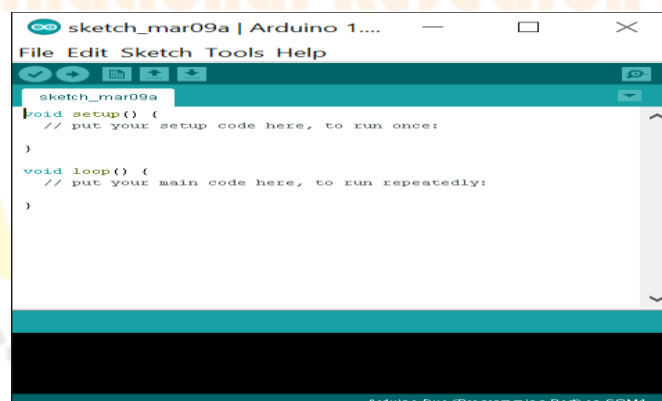 sketch_mar09a | Arduino 1....
File Edit Sketch Tools Help
sketch_mar09a
void setup() {
// put your setup code here, to run once:
}
void loop() {
// put your main code here, to run repeatedly:
}